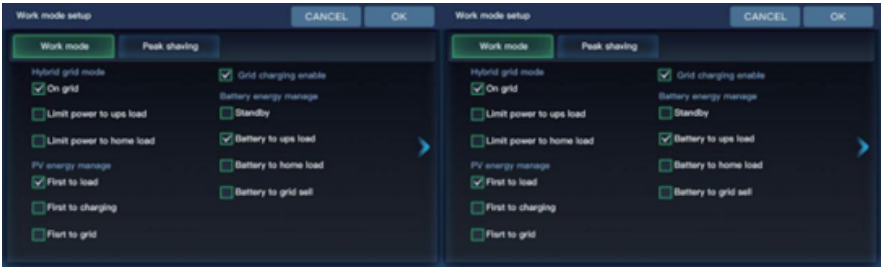 Work mode setup
CANCEL
OK
Work mode
Peak shaving
Hybrid grid mode
On grid
Limit power to ups load
Limit power to home load
PV energy manage
First to load
First to charging
Fisrt to grid
Grid charging enable
Battery energy manage
Standby
Battery to ups load
Battery to home load
Battery to grid sell
Work mode setup
CANCEL
OK
Work mode
Peak shaving
Hybrid grid mode
On grid
Limit power to ups load
Limit power to home load
PV energy manage
First to load
First to charging
Fisrt to grid
Grid charging enable
Battery energy manage
Standby
Battery to ups load
Battery to home load
Battery to grid sell